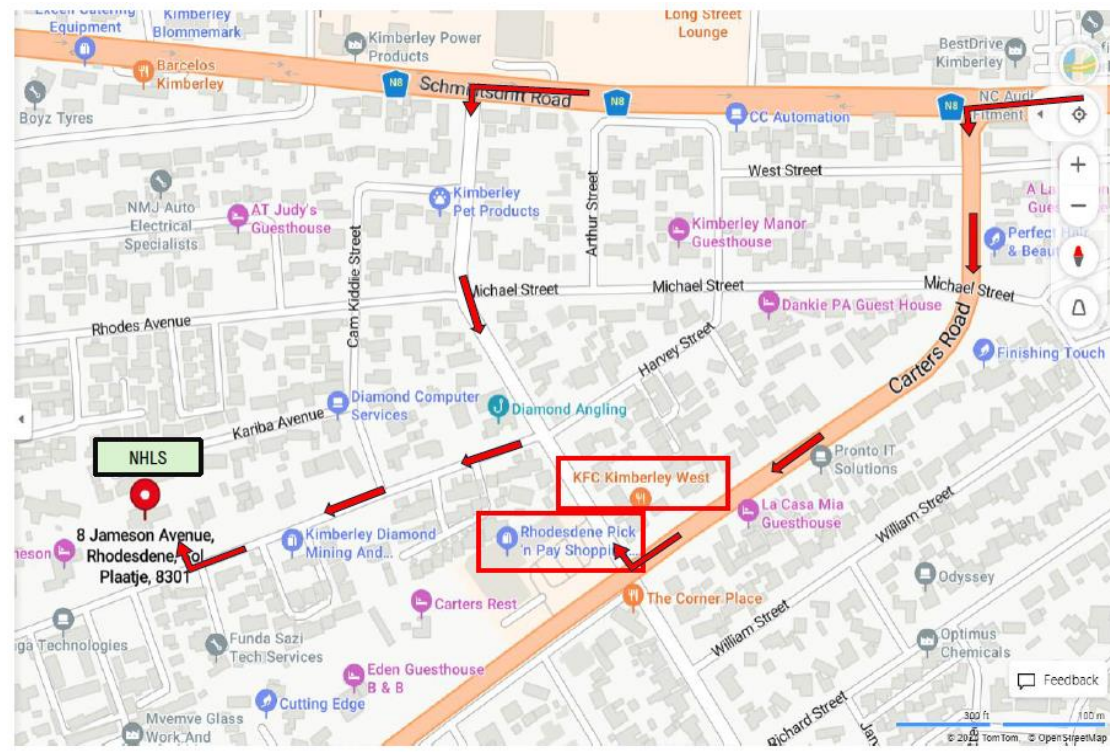 Equipment
Kimberley
Blommemark
Long Street
Lounge
Kimberley Power
Products
BestDrive
Kimberley
Barcelos
Kimberley
N8
Schmidtsdrift Road
N8
N8
Fitment
Boyz Tyres
CC Automation
West Street
NMJ Auto
Electrical
Specialists
AT Judy's
Guesthouse
Kimberley
Pet Products
Arthur Street
Kimberley Manor
Guesthouse
Perfect
& Beau
Cam Kiddie Street
Michael Street
Michael Street
Michael Street
Dankie PA Guest House
Rhodes Avenue
Harvey Street
Carters Road
Finishing Touch
Diamond Computer
Services
Diamond Angling
Kariba Avenue
NHLS
KFC Kimberley West
Pronto IT
Solutions
La Casa Mia
Guesthouse
William Street
8 Jameson Avenue,
Rhodesdene, Sol
Plaatje, 8301
Kimberley Diamond
Mining And...
Rhodesdene Pick
'n Pay Shoppi...
Odyssey
Carters Rest
The Corner Place
William Street
Technologies
Funda Sazi
Tech Services
Optimus
Chemicals
Eden Guesthouse
B & B
Feedback
Cutting Edge
Richard Street
Mvemve Glass
Work And
300 ft
100 m
TomTom, © OpenStreetMap